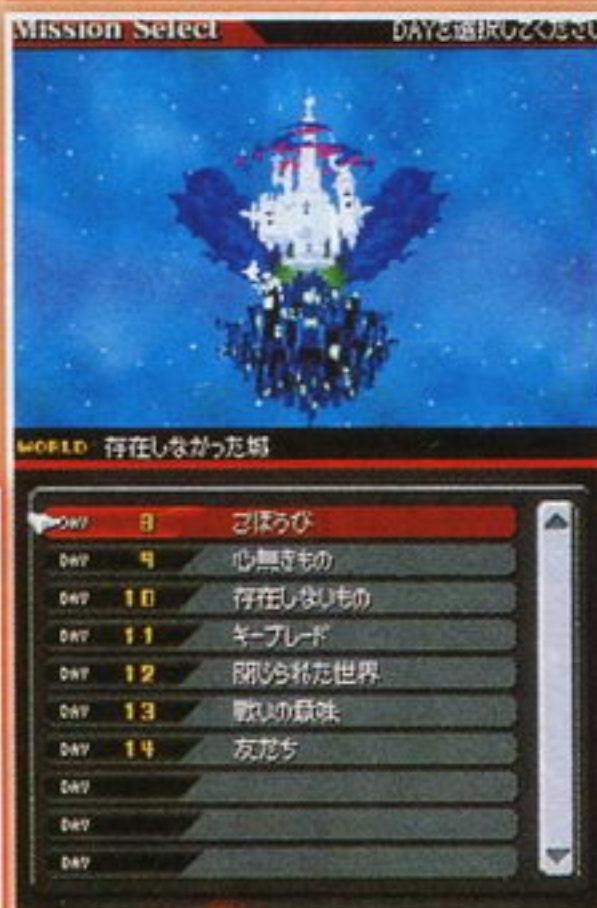 Mission Select
DAYを選択してください
WORLD 存在しなかった城
DAY 8 ごほうび
DAY 9 心無きもの
DAY 10 存在しないもの
DAY 11 キーブレード
DAY 12 閉じられた世界
DAY 13 戦いの意味
DAY 14 友だち
DAY
DAY
DAY